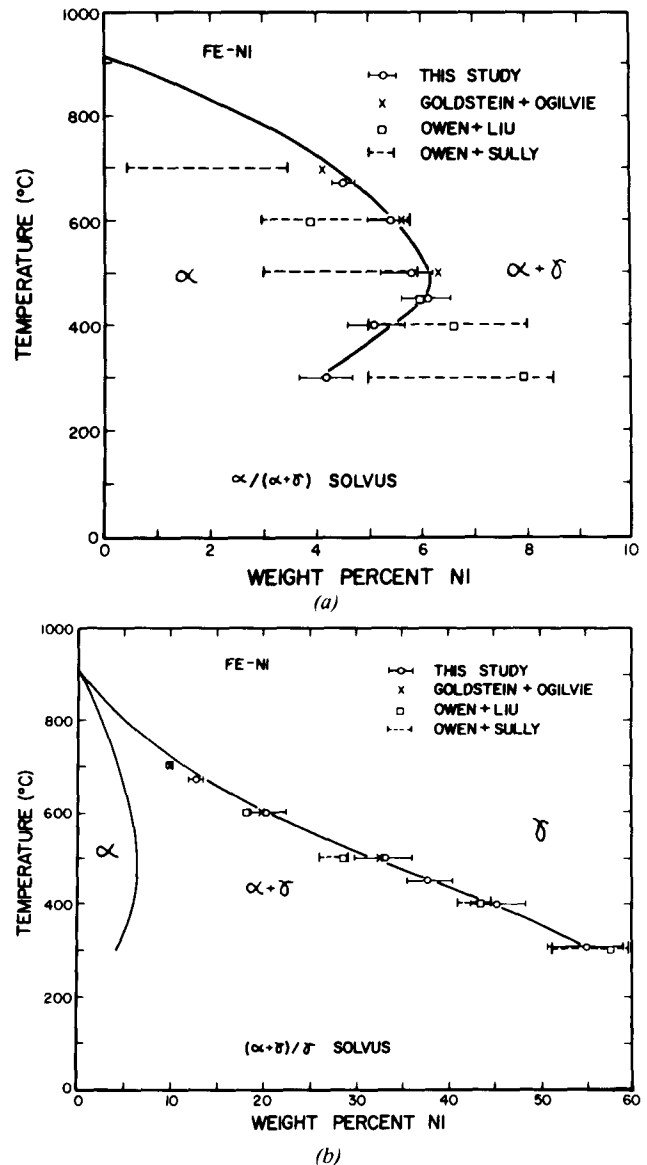 1000
FE-NI
THIS STUDY
GOLDSTEIN + OGILVIE
OWEN + LIU
OWEN + SULLY
800
600
400
200
0
TEMPERATURE (°C)
α
α + γ
α/(α+γ) SOLVUS
0 2 4 6 8 10
WEIGHT PERCENT NI
(a)
1000
FE-NI
THIS STUDY
GOLDSTEIN + OGILVIE
OWEN + LIU
OWEN + SULLY
800
600
400
200
0
TEMPERATURE (°C)
α
α + γ
γ
(α+γ)/γ SOLVUS
0 10 20 30 40 50 60
WEIGHT PERCENT NI
(b)